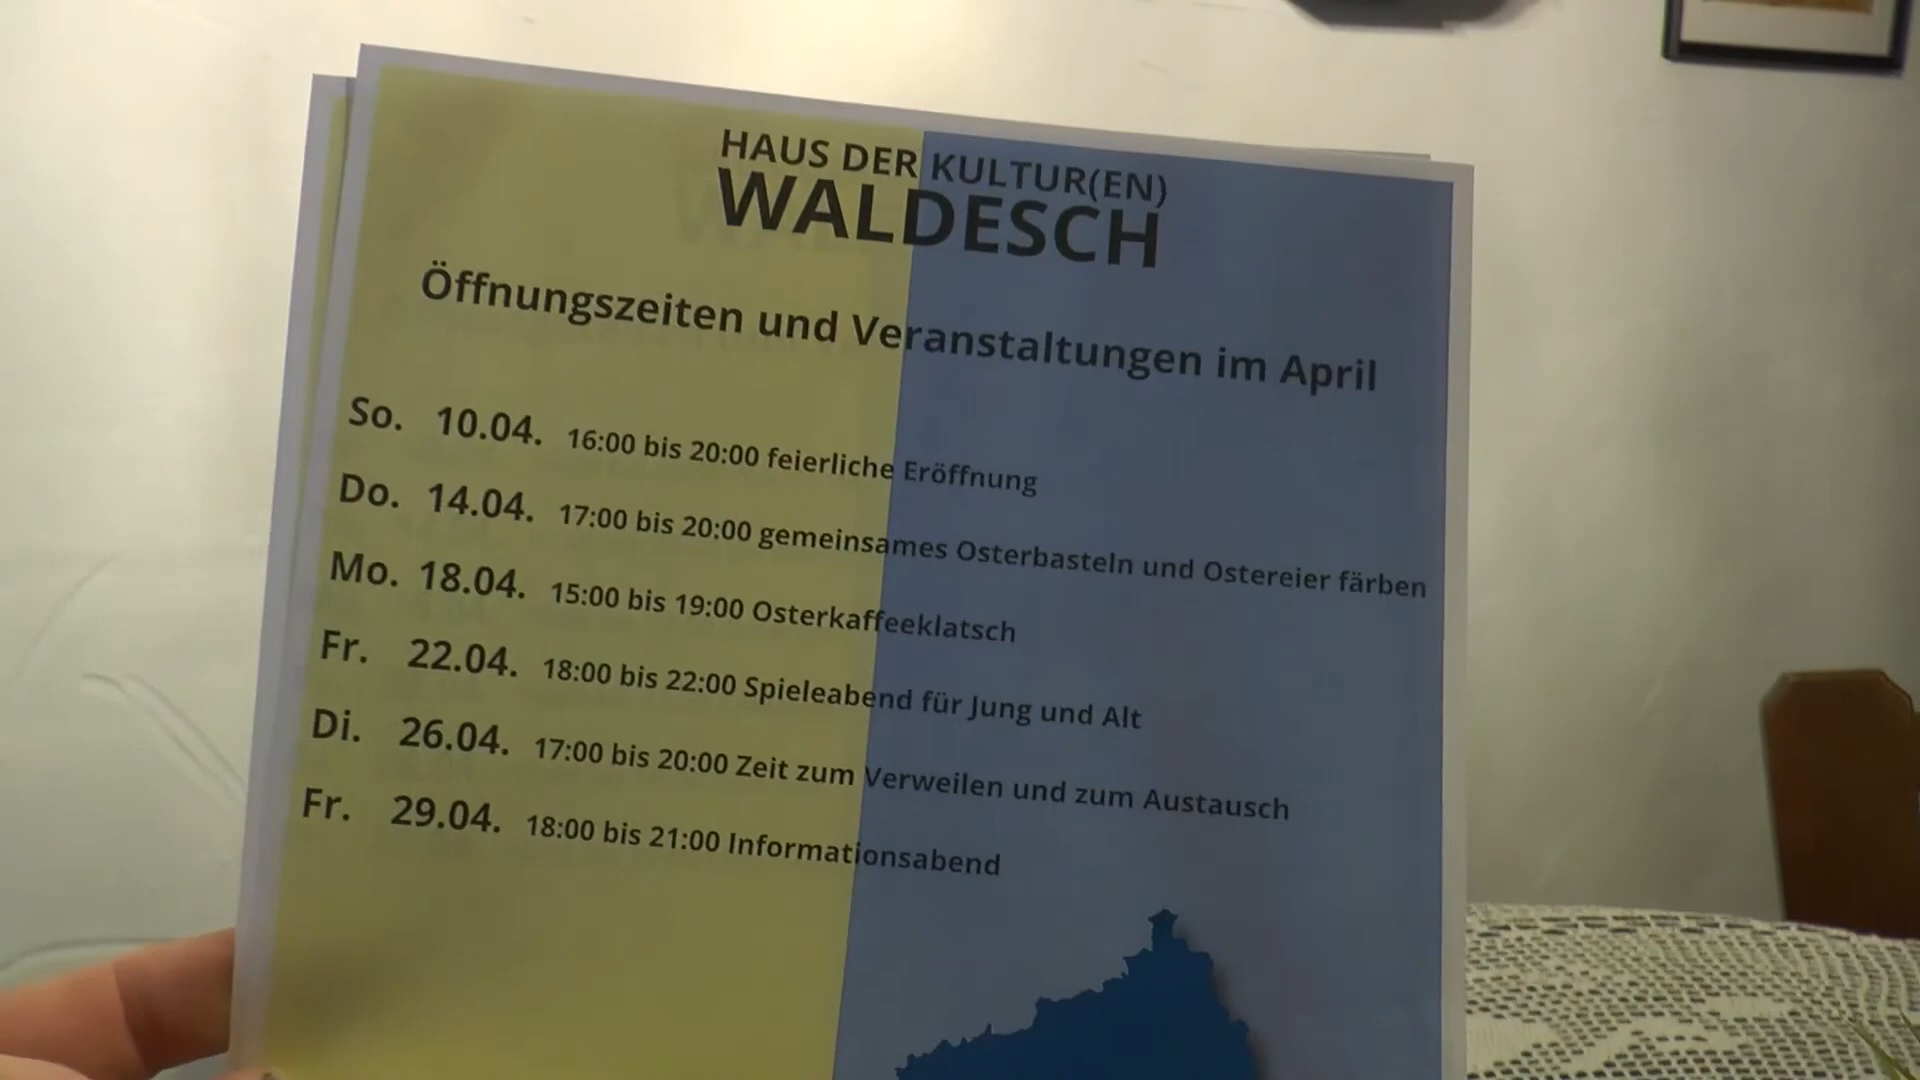 HAUS DER KULTUR(EN)
WALDESCH
Öffnungszeiten und Veranstaltungen im April
So. 10.04. 16:00 bis 20:00 feierliche Eröffnung
Do. 14.04. 17:00 bis 20:00 gemeinsames Osterbasteln und Ostereier färben
Mo. 18.04. 15:00 bis 19:00 Osterkaffeeklatsch
Fr. 22.04. 18:00 bis 22:00 Spieleabend für Jung und Alt
Di. 26.04. 17:00 bis 20:00 Zeit zum Verweilen und zum Austausch
Fr. 29.04. 18:00 bis 21:00 Informationsabend